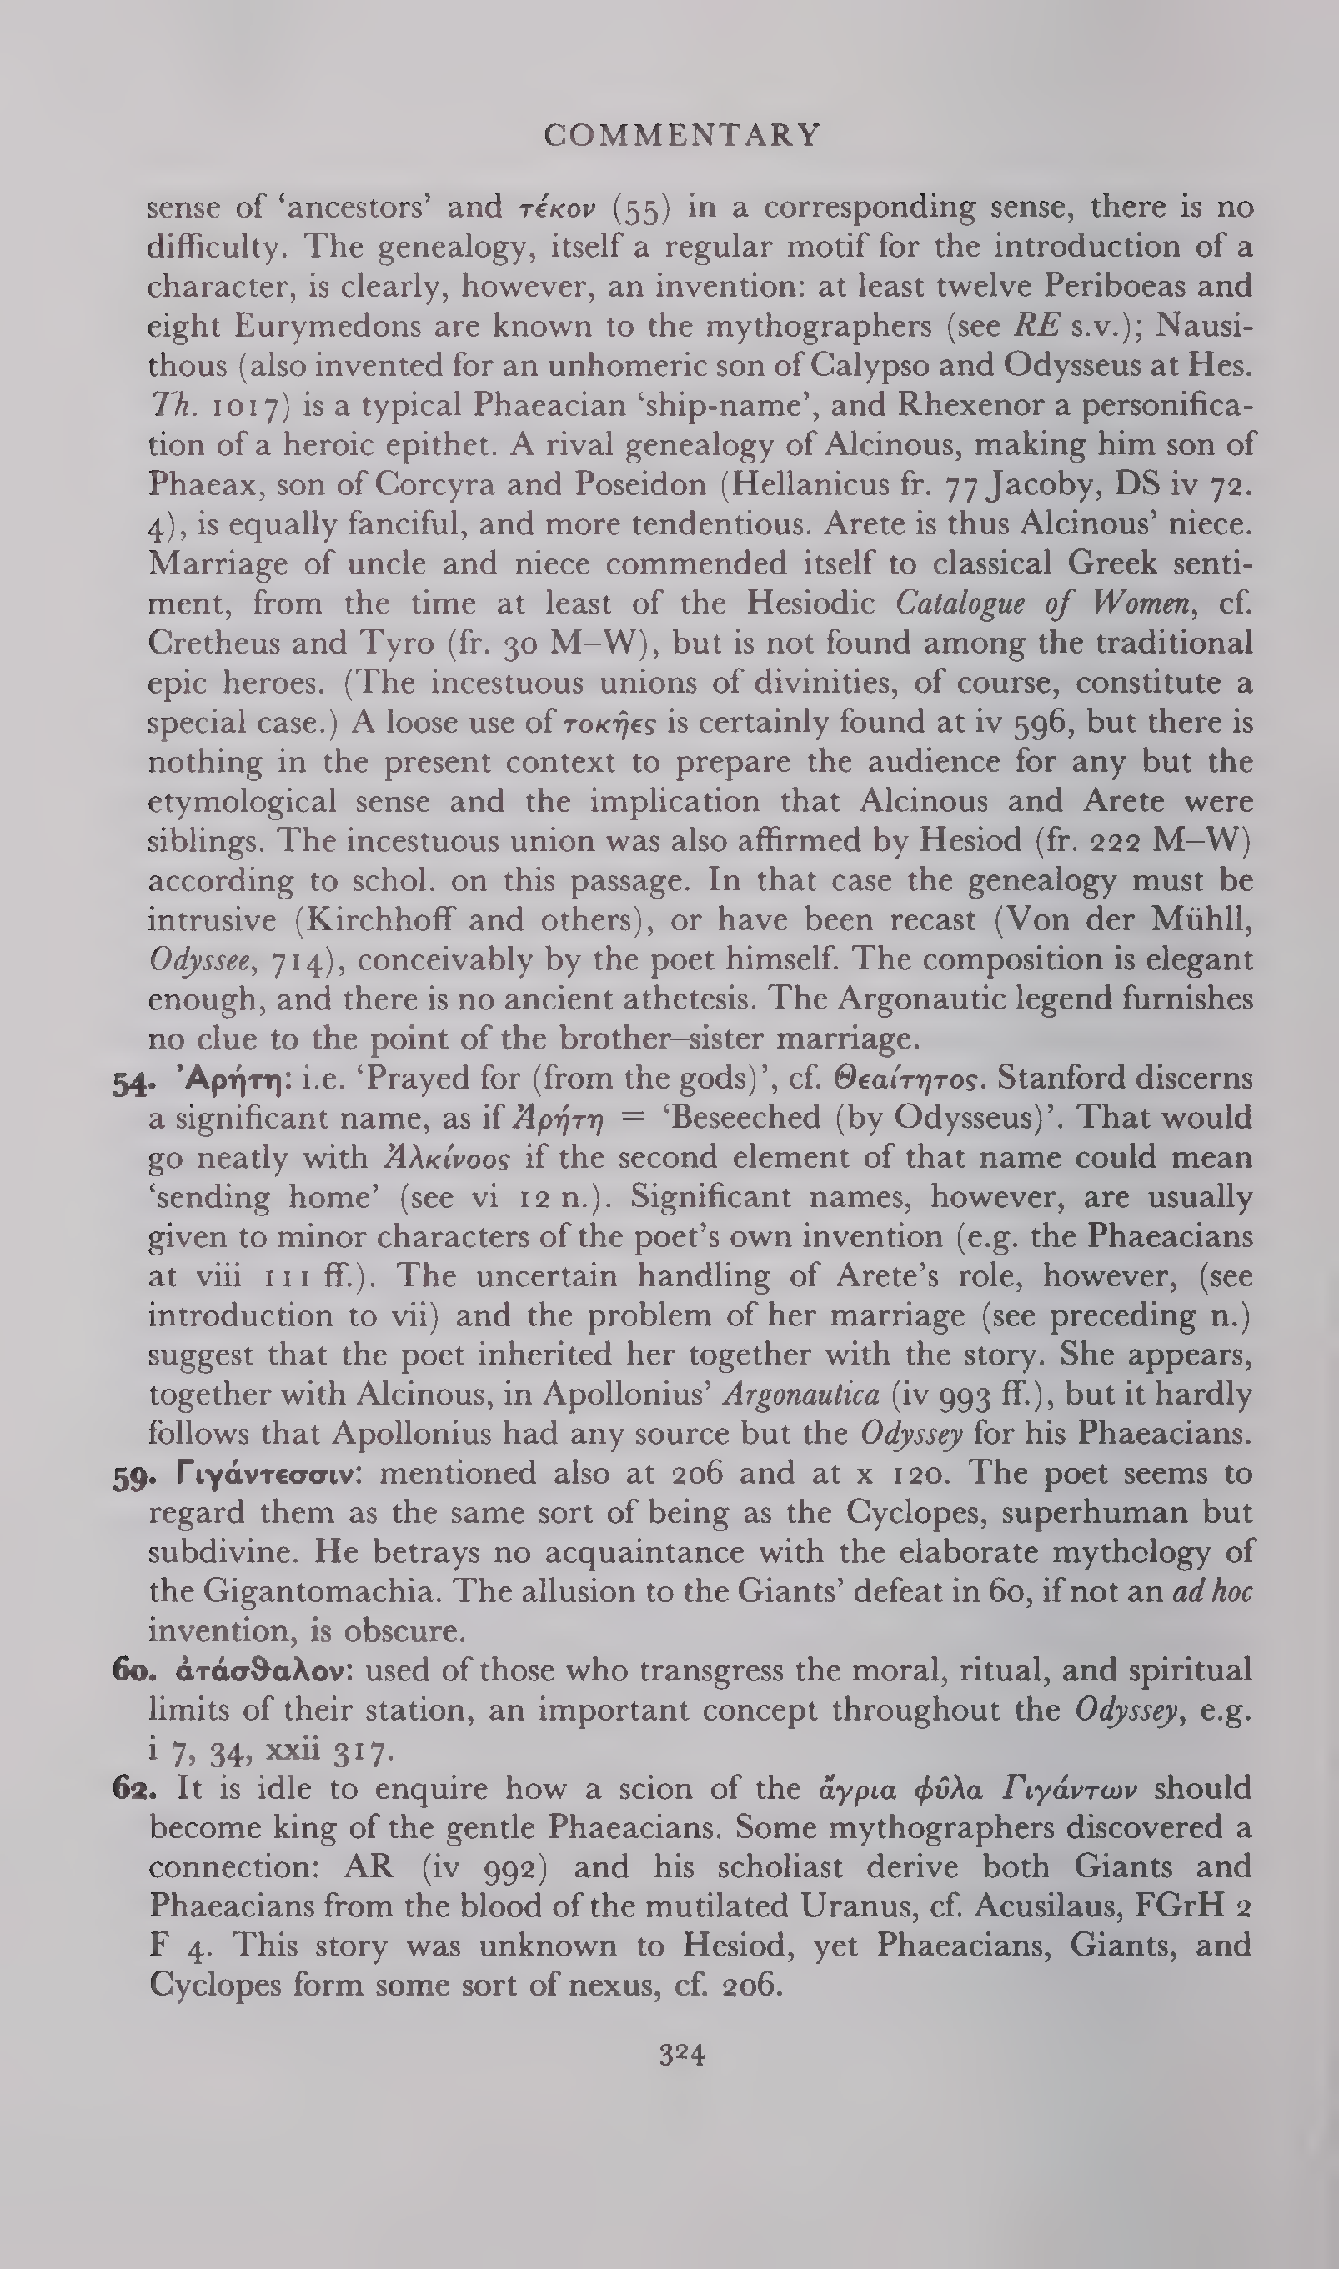 COMMENTARY
sense of ‘ancestors’ and τέκον (55) in a corresponding sense, there is no
difficulty. The genealogy, itself a regular motif for the introduction of a
character, is clearly, however, an invention: at least twelve Periboeas and
eight Eurymedons are known to the mythographers (see RE s.v.); Nausi-
thous (also invented for an unhomeric son of Calypso and Odysseus at Hes.
Th. 1017) is a typical Phaeacian ‘ship-name’, and Rhexenor a personifica-
tion of a heroic epithet. A rival genealogy of Alcinous, making him son of
Phaeax, son of Corcyra and Poseidon (Hellanicus fr. 77 Jacoby, DS iv 72.
4), is equally fanciful, and more tendentious. Arete is thus Alcinous’ niece.
Marriage of uncle and niece commended itself to classical Greek senti-
ment, from the time at least of the Hesiodic Catalogue of Women, cf.
Cretheus and Tyro (fr. 30 M–W), but is not found among the traditional
epic heroes. (The incestuous unions of divinities, of course, constitute a
special case.) A loose use of τοκῆες is certainly found at iv 596, but there is
nothing in the present context to prepare the audience for any but the
etymological sense and the implication that Alcinous and Arete were
siblings. The incestuous union was also affirmed by Hesiod (fr. 222 M–W)
according to schol. on this passage. In that case the genealogy must be
intrusive (Kirchhoff and others), or have been recast (Von der Mühll,
Odyssee, 714), conceivably by the poet himself. The composition is elegant
enough, and there is no ancient athetesis. The Argonautic legend furnishes
no clue to the point of the brother–sister marriage.
54. Ἀρήτη: i.e. ‘Prayed for (from the gods)’, cf. Θεαίτητος. Stanford discerns
a significant name, as if Ἀρήτη = ‘Beseeched (by Odysseus)’. That would
go neatly with Ἀλκίνοος if the second element of that name could mean
‘sending home’ (see vi 12 n.). Significant names, however, are usually
given to minor characters of the poet’s own invention (e.g. the Phaeacians
at viii 111 ff.). The uncertain handling of Arete’s role, however, (see
introduction to vii) and the problem of her marriage (see preceding n.)
suggest that the poet inherited her together with the story. She appears,
together with Alcinous, in Apollonius’ Argonautica (iv 993 ff.), but it hardly
follows that Apollonius had any source but the Odyssey for his Phaeacians.
59. Γιγάντεσσιν: mentioned also at 206 and at x 120. The poet seems to
regard them as the same sort of being as the Cyclopes, superhuman but
subdivine. He betrays no acquaintance with the elaborate mythology of
the Gigantomachia. The allusion to the Giants’ defeat in 60, if not an ad hoc
invention, is obscure.
60. ἀτάσθαλον: used of those who transgress the moral, ritual, and spiritual
limits of their station, an important concept throughout the Odyssey, e.g.
i 7, 34, xxii 317.
62. It is idle to enquire how a scion of the ἄγρια φῦλα Γιγάντων should
become king of the gentle Phaeacians. Some mythographers discovered a
connection: AR (iv 992) and his scholiast derive both Giants and
Phaeacians from the blood of the mutilated Uranus, cf. Acusilaus, FGrH 2
F 4. This story was unknown to Hesiod, yet Phaeacians, Giants, and
Cyclopes form some sort of nexus, cf. 206.
324